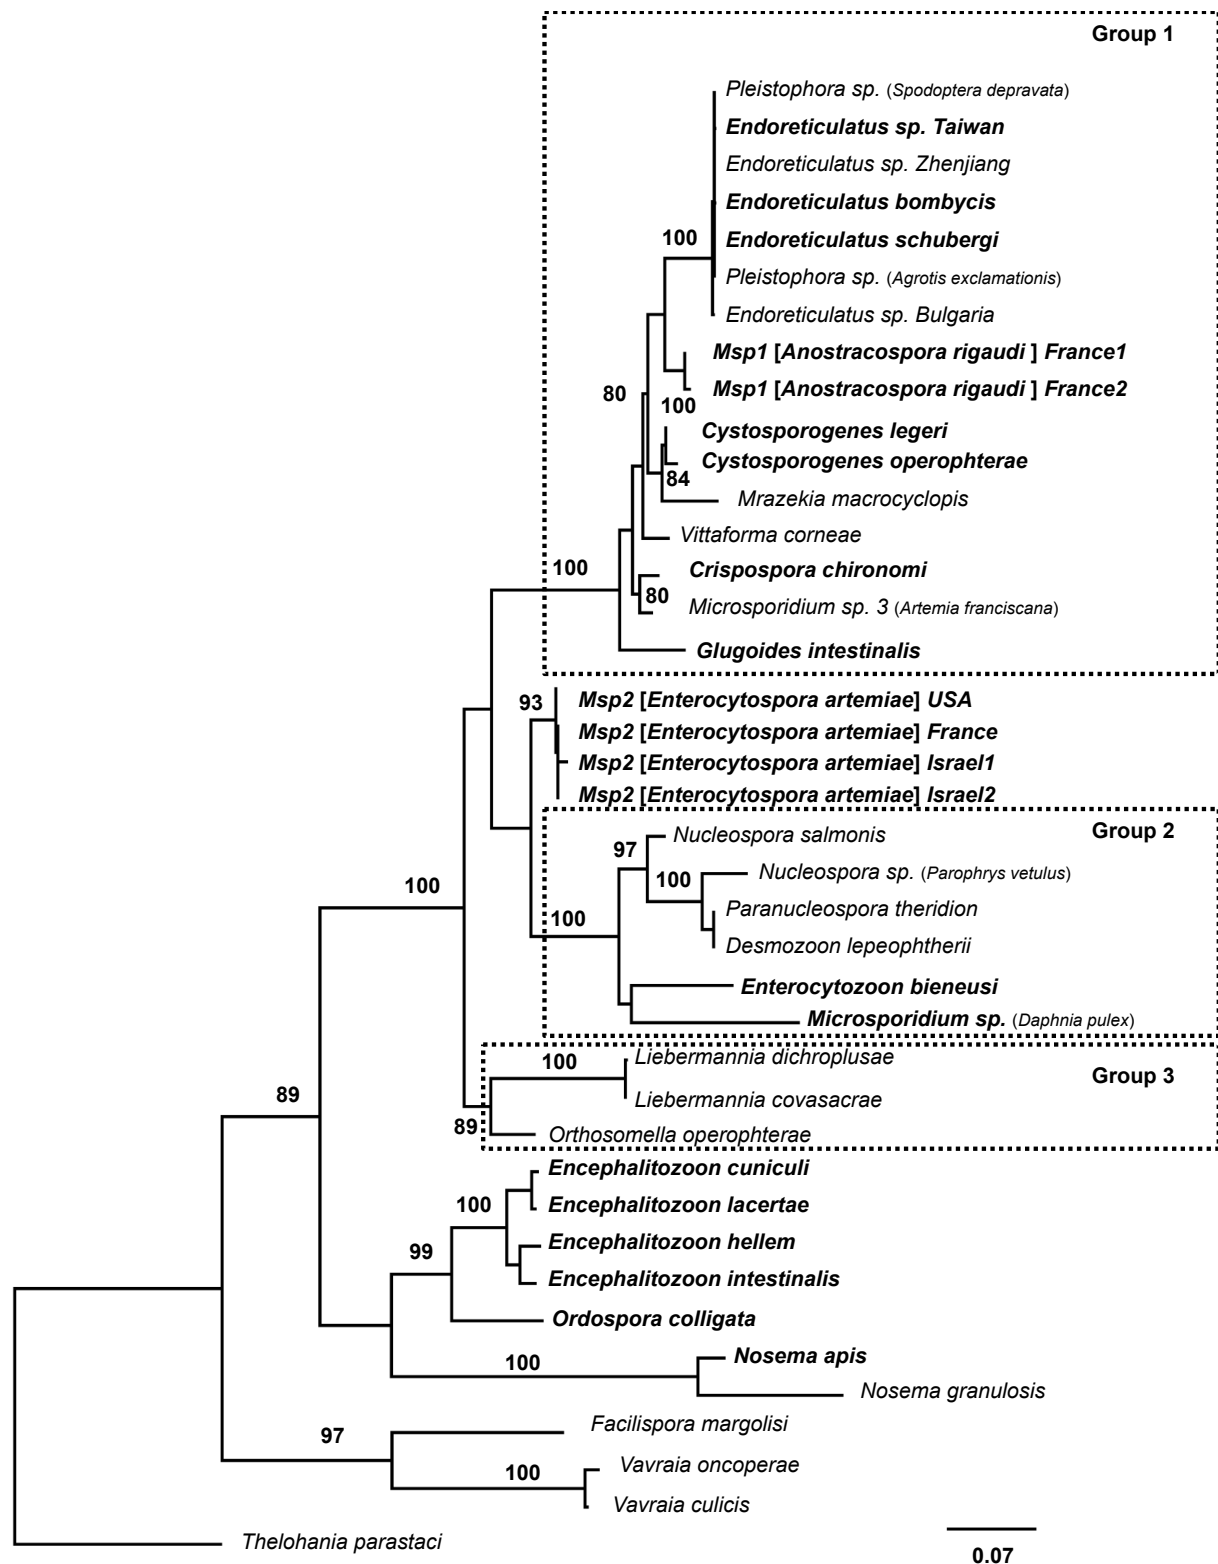 Group 1
Pleistophora sp. (Spodoptera depravata)
Endoreticulatus sp. Taiwan
Endoreticulatus sp. Zhenjiang
Endoreticulatus bombycis
100
Endoreticulatus schubergi
Pleistophora sp. (Agrotis exclamationis)
Endoreticulatus sp. Bulgaria
Msp1 [Anostracospora rigaudi ] France1
80
Msp1 [Anostracospora rigaudi ] France2
100
Cystosporogenes legeri
Cystosporogenes operophterae
84
Mrazekia macrocyclopis
Vittaforma corneae
100
Crispospora chironomi
80
Microsporidium sp. 3 (Artemia franciscana)
Glugoides intestinalis
93
Msp2 [Enterocytospora artemiae] USA
Msp2 [Enterocytospora artemiae] France
Msp2 [Enterocytospora artemiae] Israel1
Msp2 [Enterocytospora artemiae] Israel2
Group 2
Nucleospora salmonis
97
Nucleospora sp. (Parophrys vetulus)
100
100
Paranucleospora theridion
100
Desmozoon lepeophtherii
Enterocytozoon bieneusi
Microsporidium sp. (Daphnia pulex)
Liebermannia dichroplusae
100
Group 3
89
Liebermannia covasacrae
89
Orthosomella operophterae
Encephalitozoon cuniculi
100
Encephalitozoon lacertae
Encephalitozoon hellem
99
Encephalitozoon intestinalis
Ordospora colligata
Nosema apis
100
Nosema granulosis
Facilispora margolisi
97
Vavraia oncoperae
100
Vavraia culicis
Thelohania parastaci
0.07